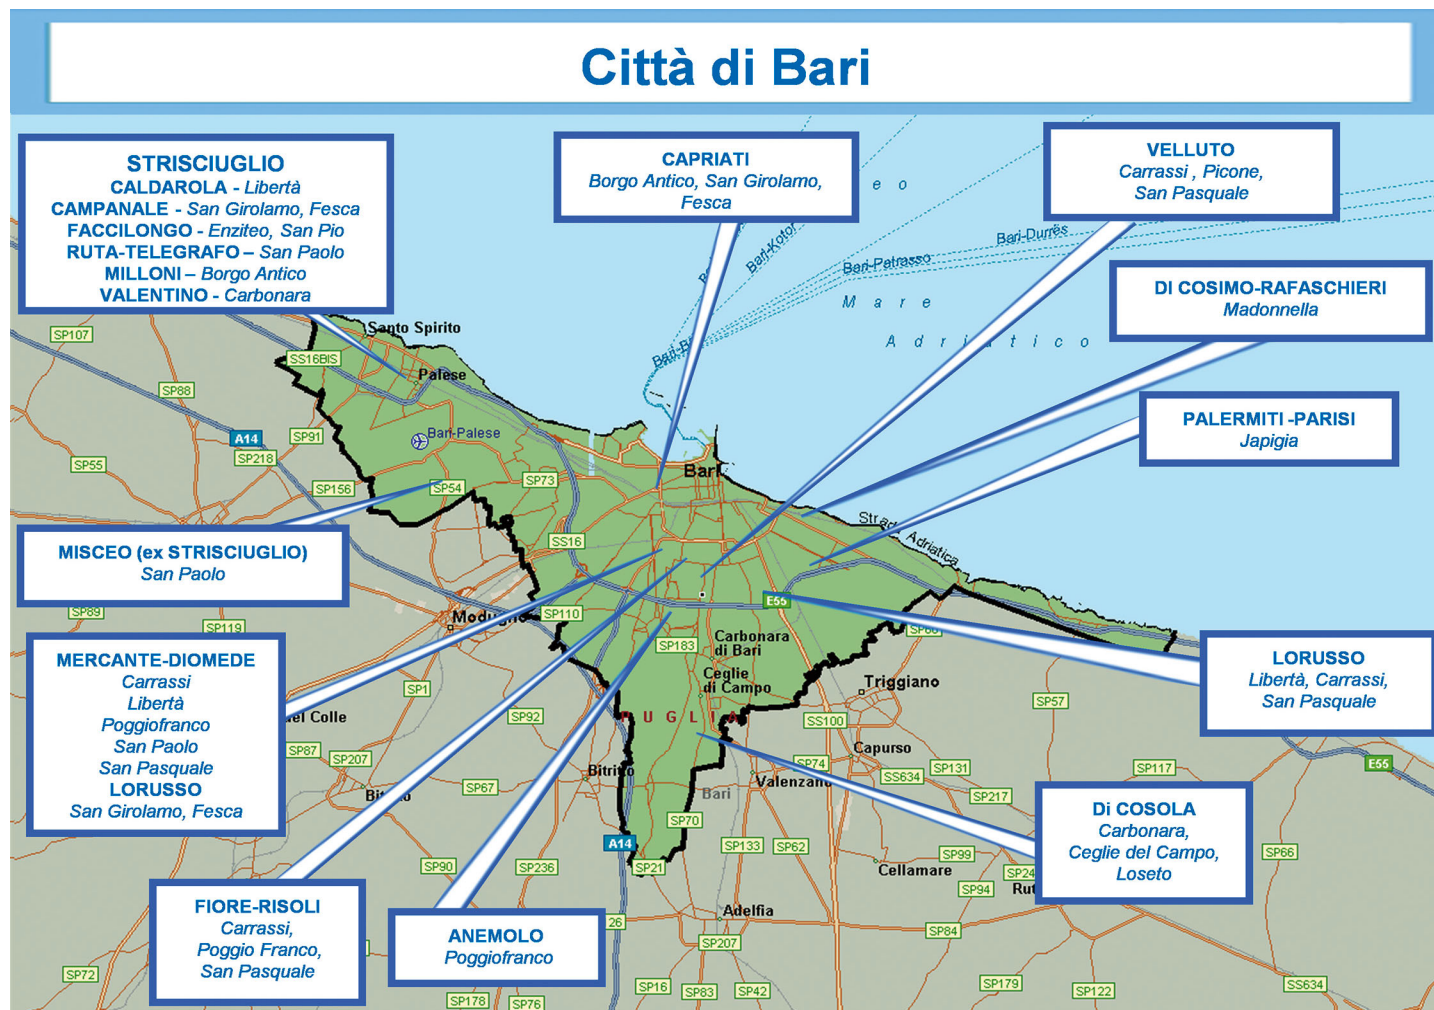 Città di Bari
STRISCIUGLIO
CALDAROLA - Libertà
CAMPANALE - San Girolamo, Fesca
FACCILONGO - Enziteo, San Pio
RUTA-TELEGRAFO – San Paolo
MILLONI – Borgo Antico
VALENTINO - Carbonara
CAPRIATI
Borgo Antico, San Girolamo,
Fesca
VELLUTO
Carrassi , Picone,
San Pasquale
DI COSIMO-RAFASCHIERI
Madonnella
PALERMITI -PARISI
Japigia
MISCEO (ex STRISCIUGLIO)
San Paolo
MERCANTE-DIOMEDE
Carrassi
Libertà
Poggiofranco
San Paolo
San Pasquale
LORUSSO
San Girolamo, Fesca
LORUSSO
Libertà, Carrassi,
San Pasquale
Di COSOLA
Carbonara,
Ceglie del Campo,
Loseto
FIORE-RISOLI
Carrassi,
Poggio Franco,
San Pasquale
ANEMOLO
Poggiofranco
Bari-Kotor
Bari-Durrës
Bari-Patrasso
Mare
Adriatico
Santo Spirito
Palese
Bari-Palese
Bari
Strada Adriatica
Modugno
Carbonara
di Bari
Ceglie
di Campo
Triggiano
PUGLIA
Capurso
Valenzano
Bari
Bitritto
Cellamare
Adelfia
SP107
SS16BIS
SP88
A14
SP91
SP218
SP55
SP156
SP54
SP73
SS16
SP89
SP119
SP110
E55
SP183
SP1
SP92
SS100
SP57
SP87
SP207
SP74
SS634
SP131
SP117
E55
SP67
SP217
SP70
A14
SP133
SP62
SP99
SP66
SP90
SP236
SP21
SP94
26
SP207
SP84
SP72
SP178
SP76
SP16
SP83
SP42
SP179
SP122
SS634